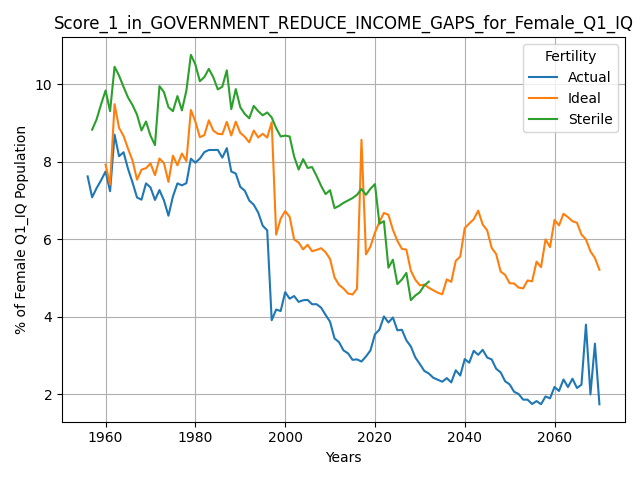 Score_1_in_GOVERNMENT_REDUCE_INCOME_GAPS_for_Female_Q1_IQ
Fertility
Actual
Ideal
Sterile
% of Female Q1_IQ Population
10
8
6
4
2
1960
1980
2000
2020
2040
2060
Years